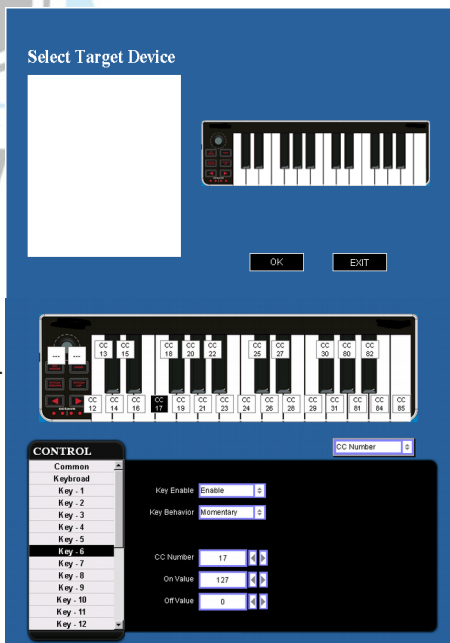 Select Target Device
OK EXIT
CC 13 CC 15 CC 18 CC 20 CC 22 CC 25 CC 27 CC 30 CC 80 CC 82
--- ---
CC 12 CC 14 CC 16 CC 17 CC 19 CC 21 CC 23 CC 24 CC 26 CC 28 CC 29 CC 31 CC 81 CC 84 CC 85
CC Number
CONTROL
Common
Keybroad
Key - 1
Key - 2
Key - 3
Key - 4
Key - 5
Key - 6
Key - 7
Key - 8
Key - 9
Key - 10
Key - 11
Key - 12
Key Enable Enable
Key Behavior Momentary
CC Number 17
On Value 127
Off Value 0